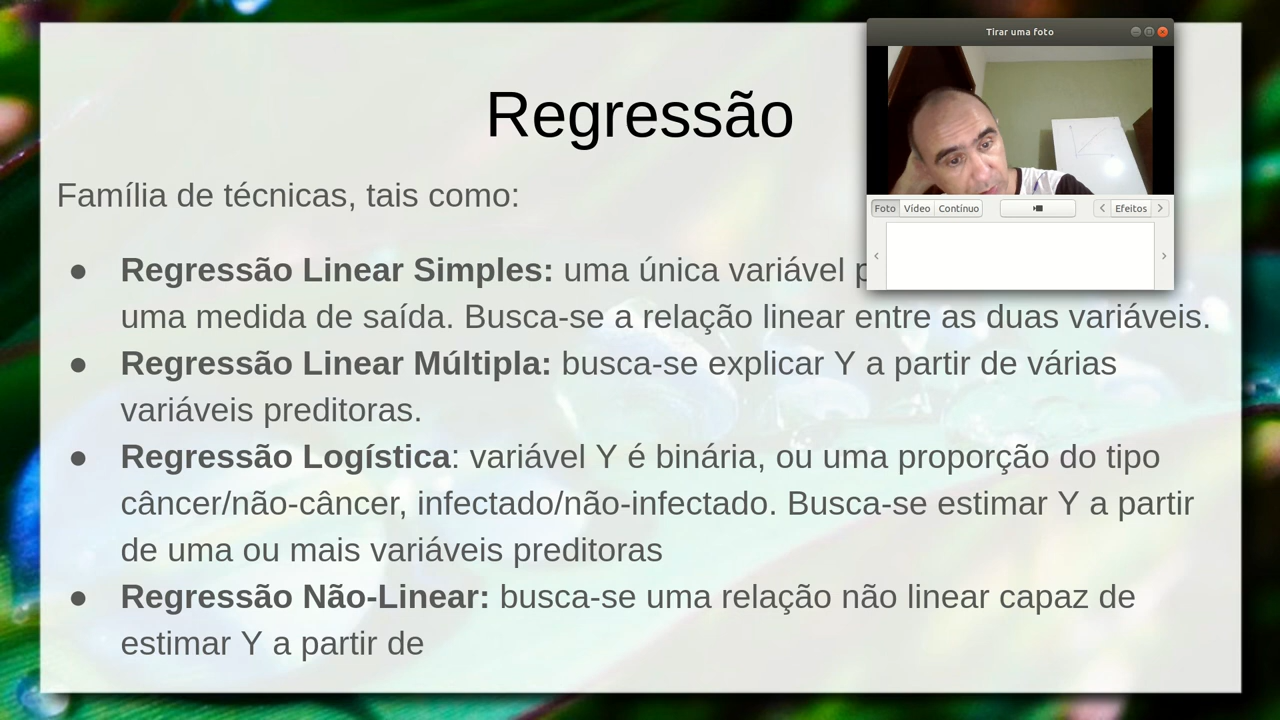 Tirar uma foto
Regressão
Família de técnicas, tais como:
Foto Vídeo Contínuo Efeitos
● Regressão Linear Simples: uma única variável
uma medida de saída. Busca-se a relação linear entre as duas variáveis.
● Regressão Linear Múltipla: busca-se explicar Y a partir de várias
variáveis preditoras.
● Regressão Logística: variável Y é binária, ou uma proporção do tipo
câncer/não-câncer, infectado/não-infectado. Busca-se estimar Y a partir
de uma ou mais variáveis preditoras
● Regressão Não-Linear: busca-se uma relação não linear capaz de
estimar Y a partir de